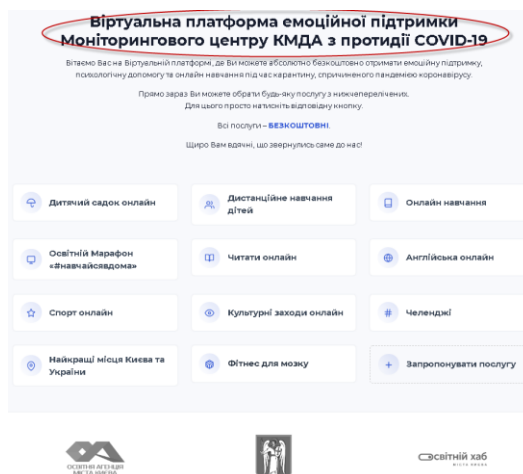 Віртуальна платформа емоційної підтримки
Моніторингового центру КМДА з протидії COVID-19
Вітаємо Вас на Віртуальній платформі, де Ви можете абсолютно безкоштовно отримати емоційну підтримку,
психологічну допомогу та онлайн навчання під час карантину, спричиненого пандемією коронавірусу.
Прямо зараз Ви можете обрати будь-яку послугу з нижчеперелічених.
Для цього просто натисніть відповідну кнопку.
Всі послуги – БЕЗКОШТОВНІ.
Щиро Вам вдячні, що звернулись саме до нас!
Дитячий садок онлайн
Дистанційне навчання
дітей
Онлайн навчання
Освітній Марафон
«#навчайсявдома»
Читати онлайн
Англійська онлайн
Спорт онлайн
Культурні заходи онлайн
Челенджі
Найкращі місця Києва та
України
Фітнес для мозку
Запропонувати послугу
ОСВІТНЯ АГЕНЦІЯ
МІСТА КИЄВА
Освітній хаб
МІСТА КИЄВА